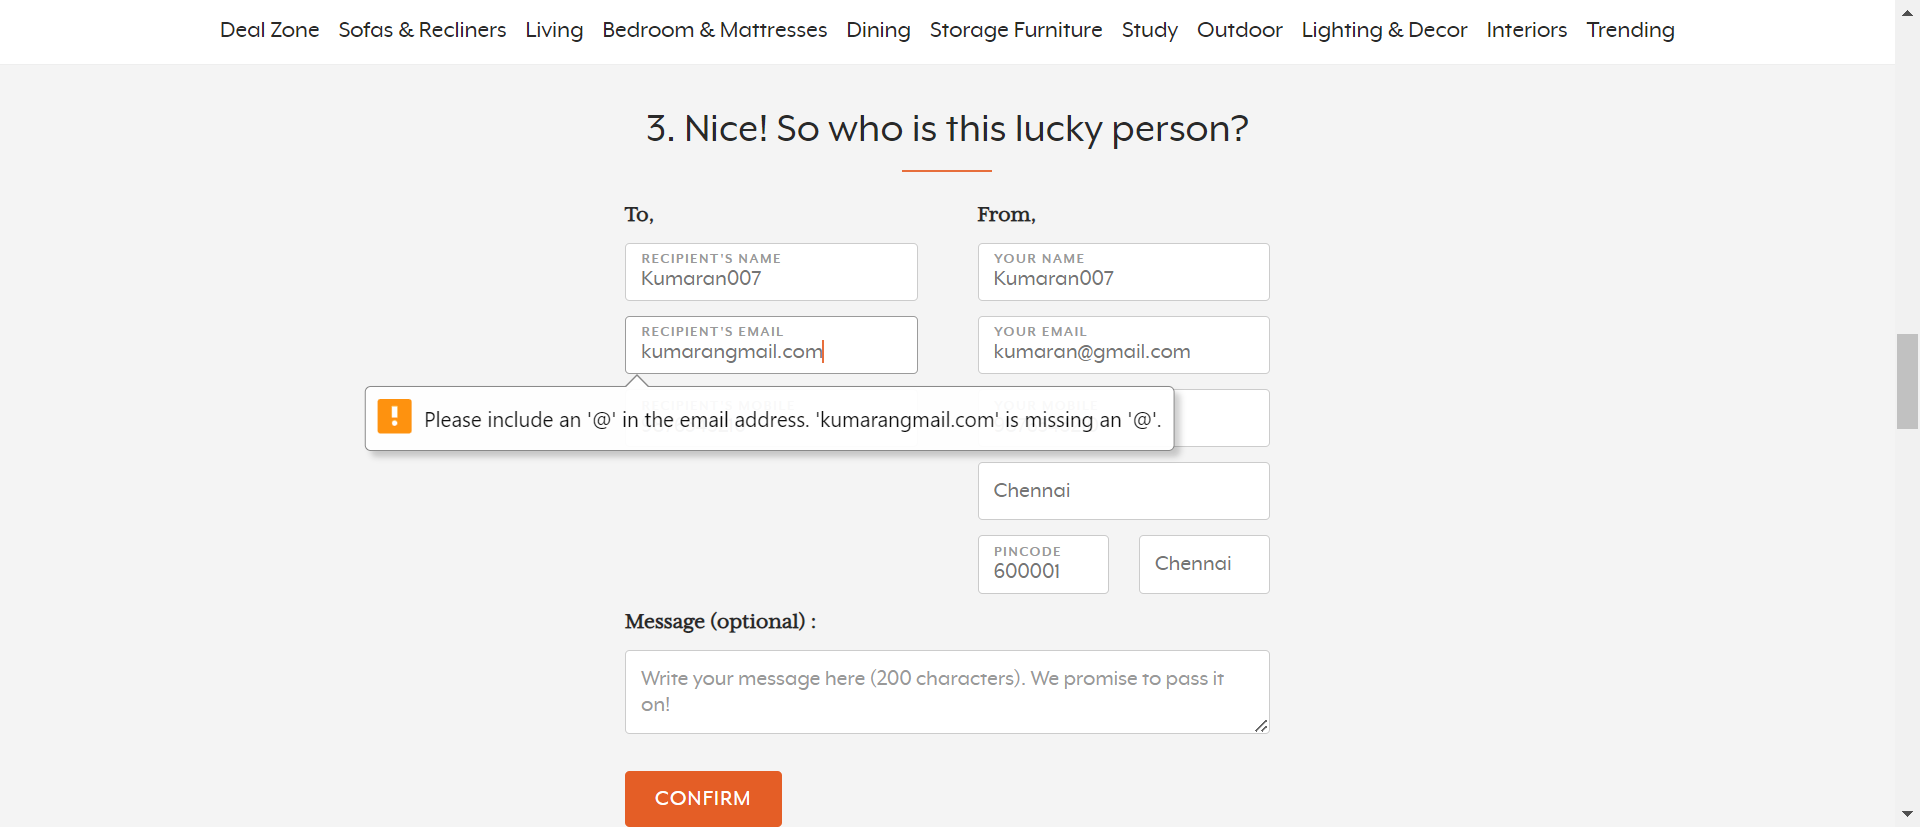 Deal Zone Sofas & Recliners Living Bedroom & Mattresses Dining Storage Furniture Study Outdoor Lighting & Decor Interiors Trending
3. Nice! So who is this lucky person?
To,
From,
RECIPIENT'S NAME
Kumaran007
YOUR NAME
Kumaran007
RECIPIENT'S EMAIL
kumarangmail.com
YOUR EMAIL
kumaran@gmail.com
Please include an '@' in the email address. 'kumarangmail.com' is missing an '@'.
Chennai
PINCODE
600001
Chennai
Message (optional) :
Write your message here (200 characters). We promise to pass it
on!
CONFIRM